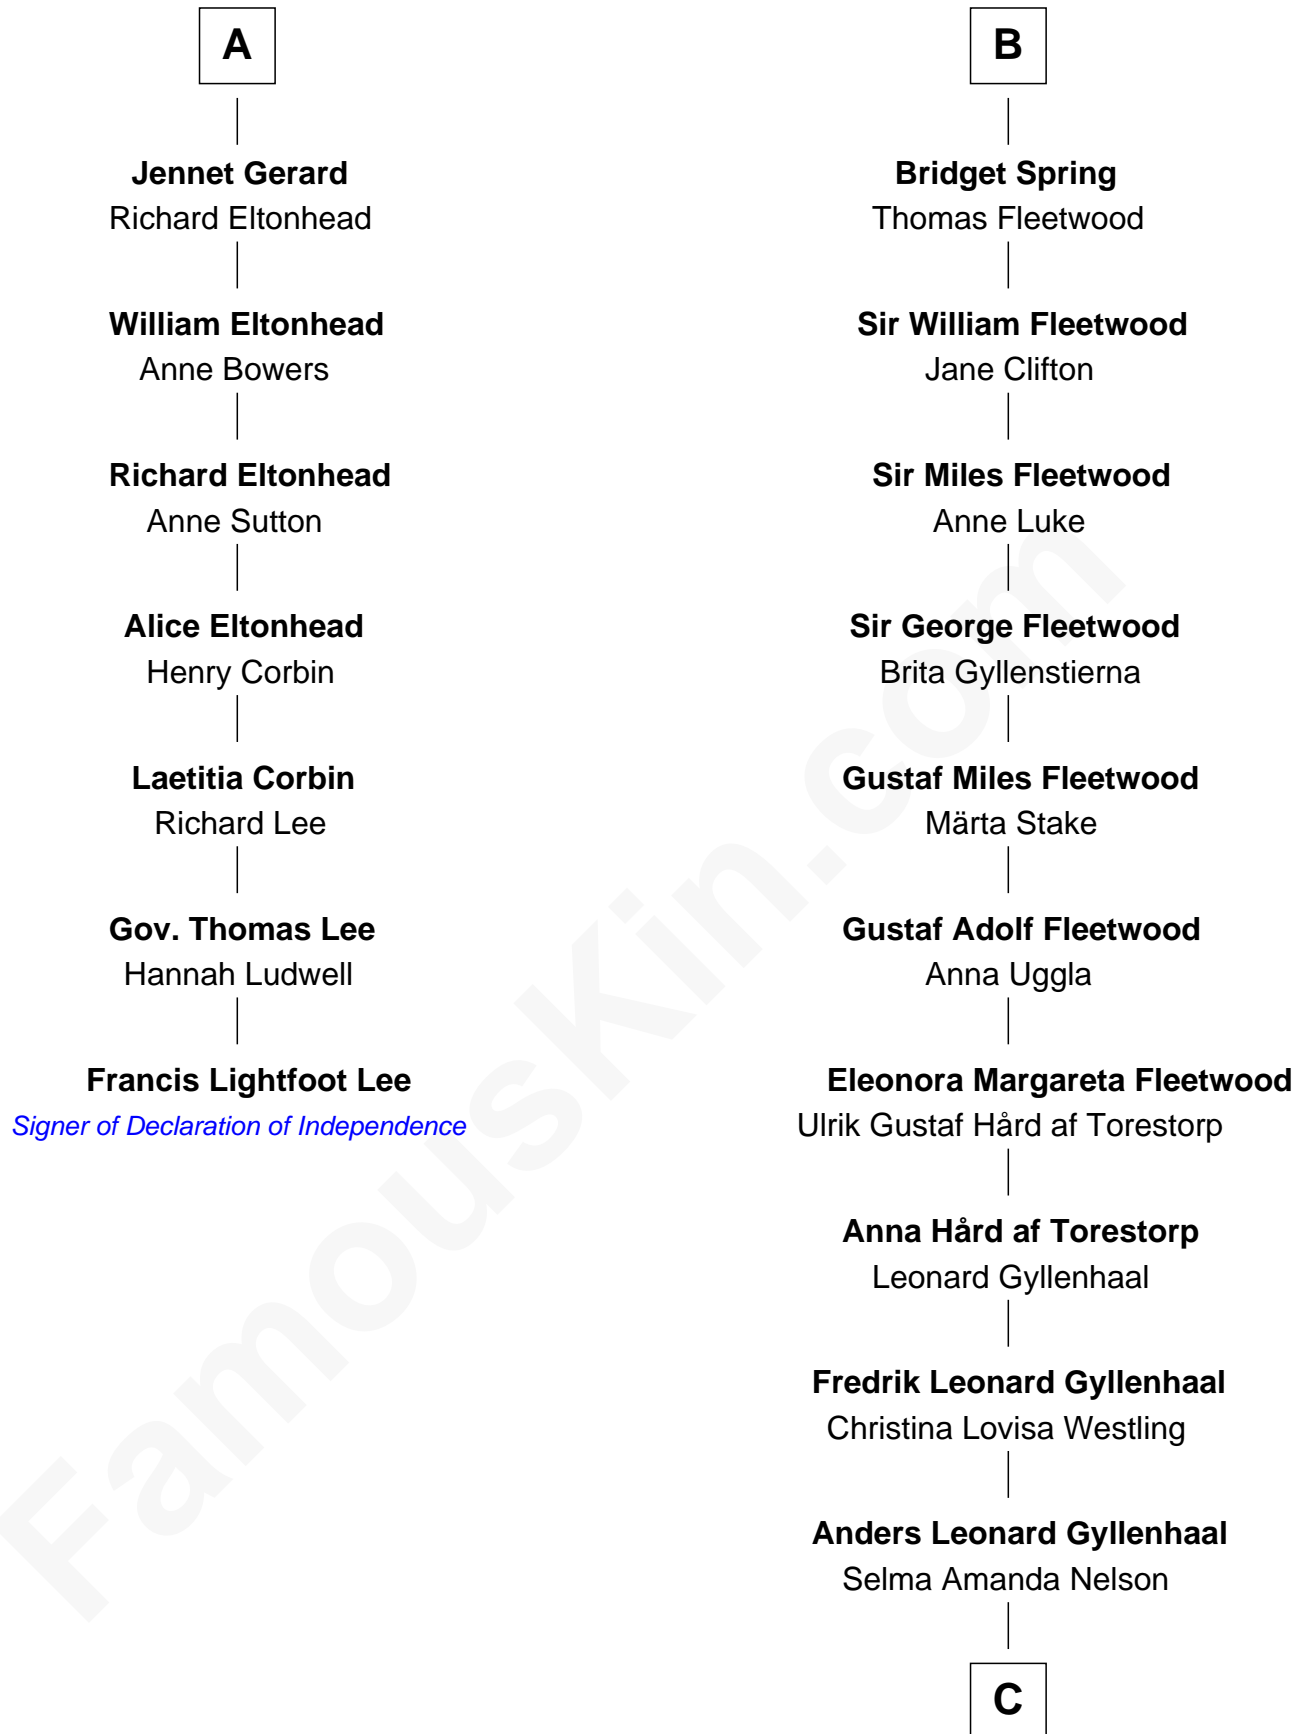 A
Jennet Gerard
Richard Eltonhead
William Eltonhead
Anne Bowers
Richard Eltonhead
Anne Sutton
Alice Eltonhead
Henry Corbin
Laetitia Corbin
Richard Lee
Gov. Thomas Lee
Hannah Ludwell
Francis Lightfoot Lee
Signer of Declaration of Independence
B
Bridget Spring
Thomas Fleetwood
Sir William Fleetwood
Jane Clifton
Sir Miles Fleetwood
Anne Luke
Sir George Fleetwood
Brita Gyllenstierna
Gustaf Miles Fleetwood
Märta Stake
Gustaf Adolf Fleetwood
Anna Uggla
Eleonora Margareta Fleetwood
Ulrik Gustaf Hård af Torestorp
Anna Hård af Torestorp
Leonard Gyllenhaal
Fredrik Leonard Gyllenhaal
Christina Lovisa Westling
Anders Leonard Gyllenhaal
Selma Amanda Nelson
C
FamousKin.com